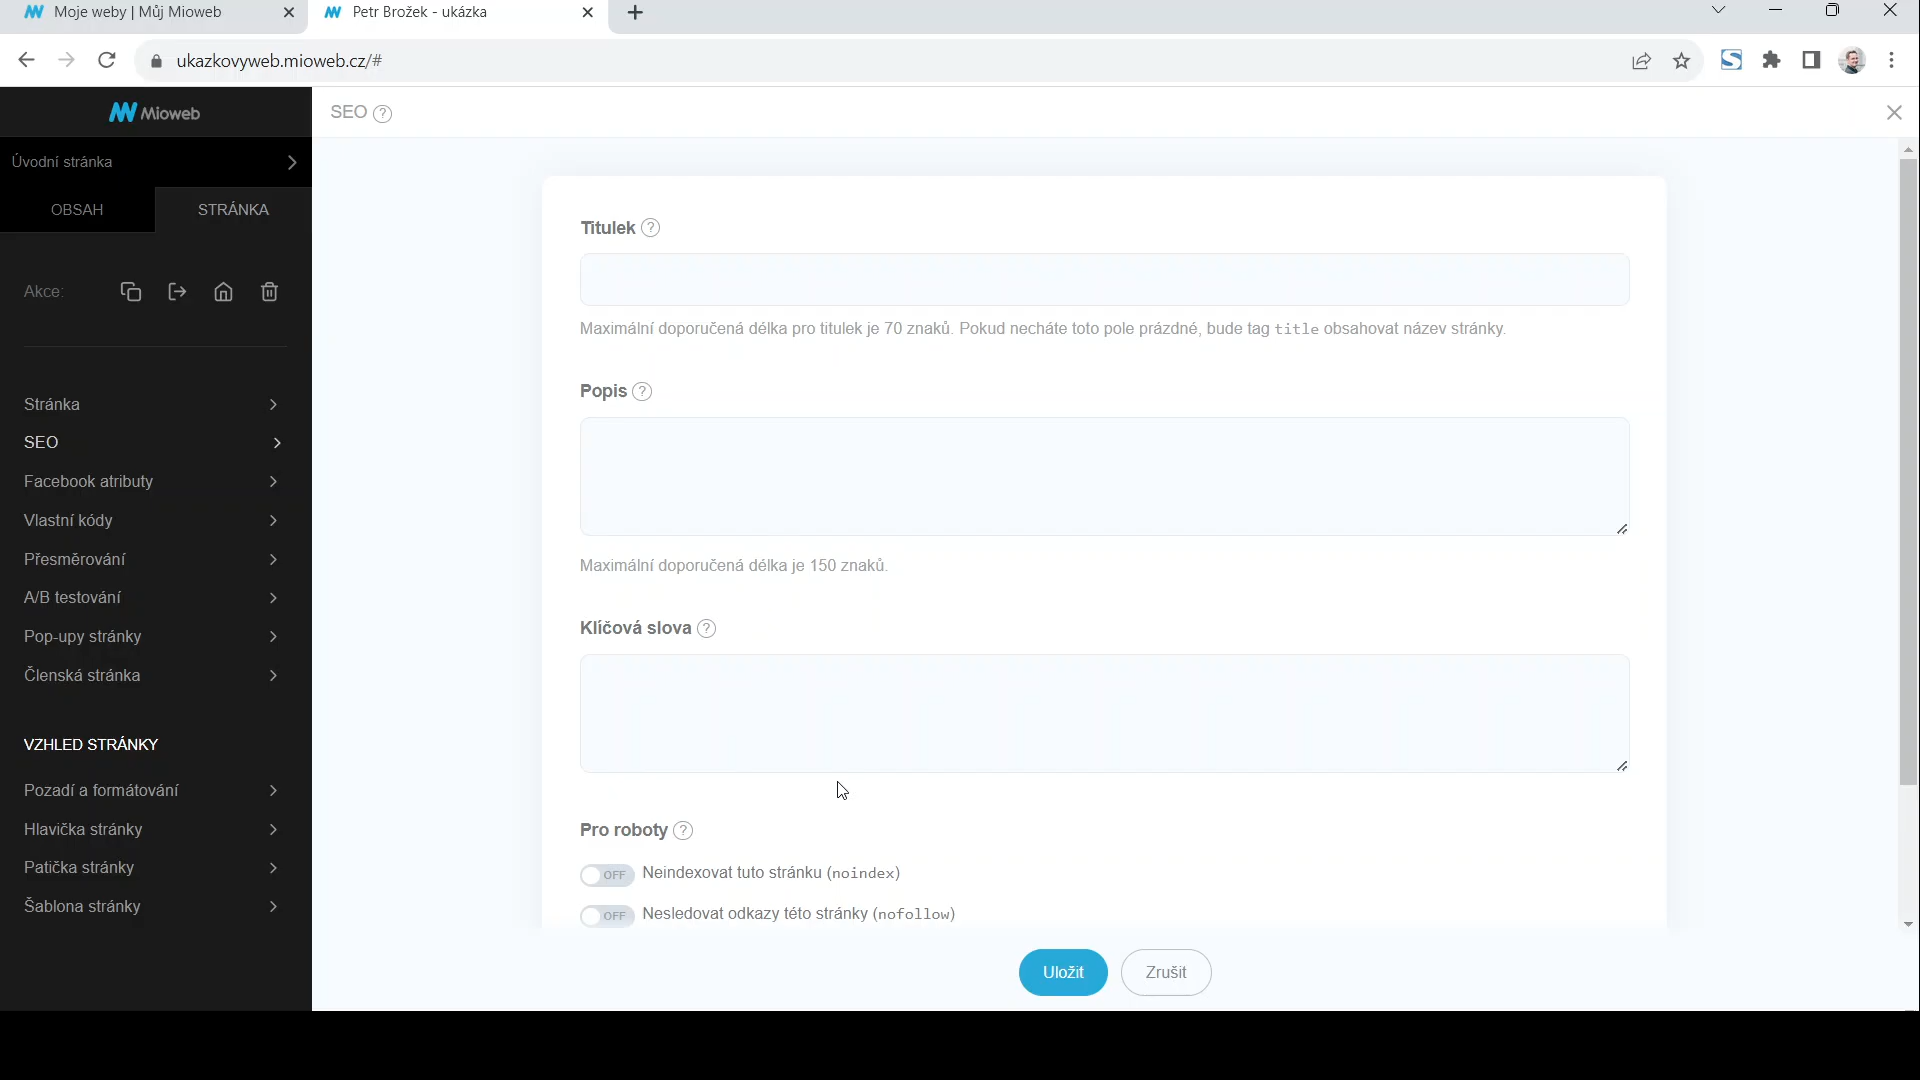 Moje weby | Můj Mioweb
Petr Brožek - ukázka
ukazkovyweb.mioweb.cz/#
Mioweb
SEO
Úvodní stránka
OBSAH
STRÁNKA
Akce:
Stránka
SEO
Facebook atributy
Vlastní kódy
Přesměrování
A/B testování
Pop-upy stránky
Členská stránka
VZHLED STRÁNKY
Pozadí a formátování
Hlavička stránky
Patička stránky
Šablona stránky
Titulek
Maximální doporučená délka pro titulek je 70 znaků. Pokud necháte toto pole prázdné, bude tag title obsahovat název stránky.
Popis
Maximální doporučená délka je 150 znaků.
Klíčová slova
Pro roboty
OFF Neindexovat tuto stránku (noindex)
OFF Nesledovat odkazy této stránky (nofollow)
Uložit
Zrušit